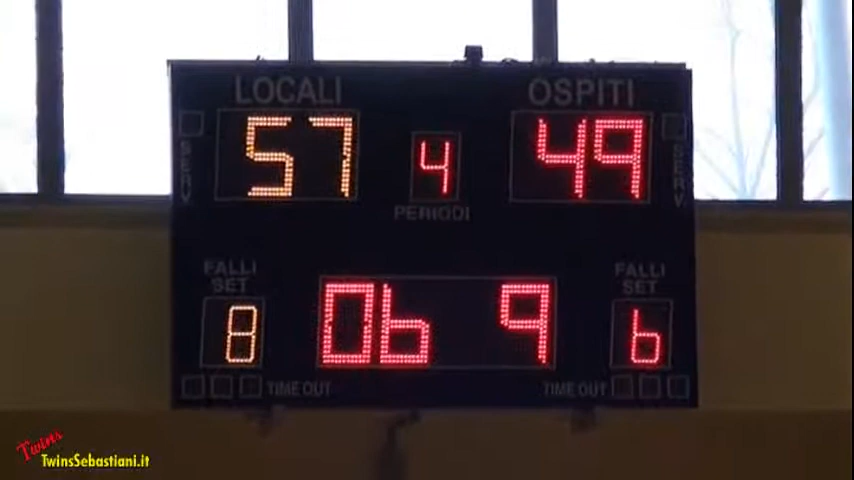 LOCALI OSPITI
57 4 49
SERV SERV
PERIODI
FALLI SET FALLI SET
8 06 9 6
TIME OUT TIME OUT
Twins
TwinsSebastiani.it